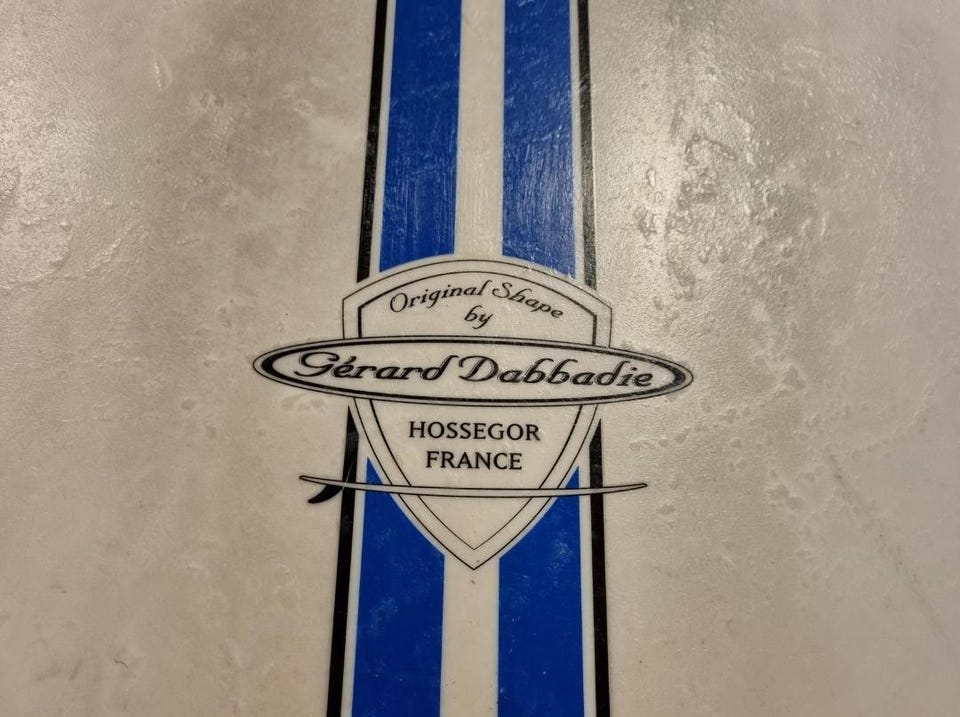 Original Shape
by
Gérard Dabbadie
HOSSEGOR
FRANCE